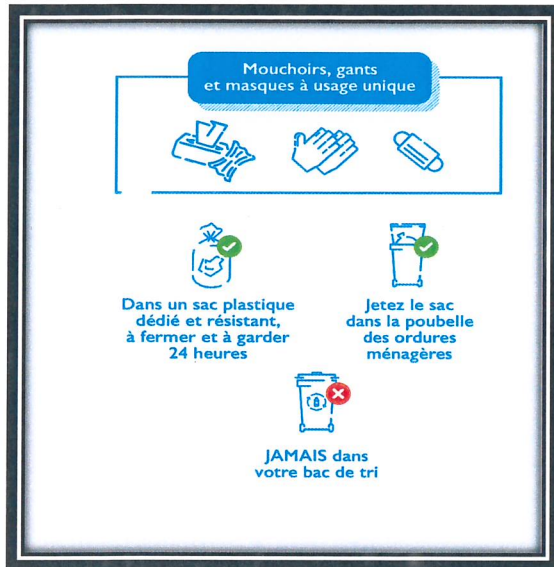 Mouchoirs, gants
et masques à usage unique
Dans un sac plastique
dédié et résistant,
à fermer et à garder
24 heures
Jetez le sac
dans la poubelle
des ordures
ménagères
JAMAIS dans
votre bac de tri